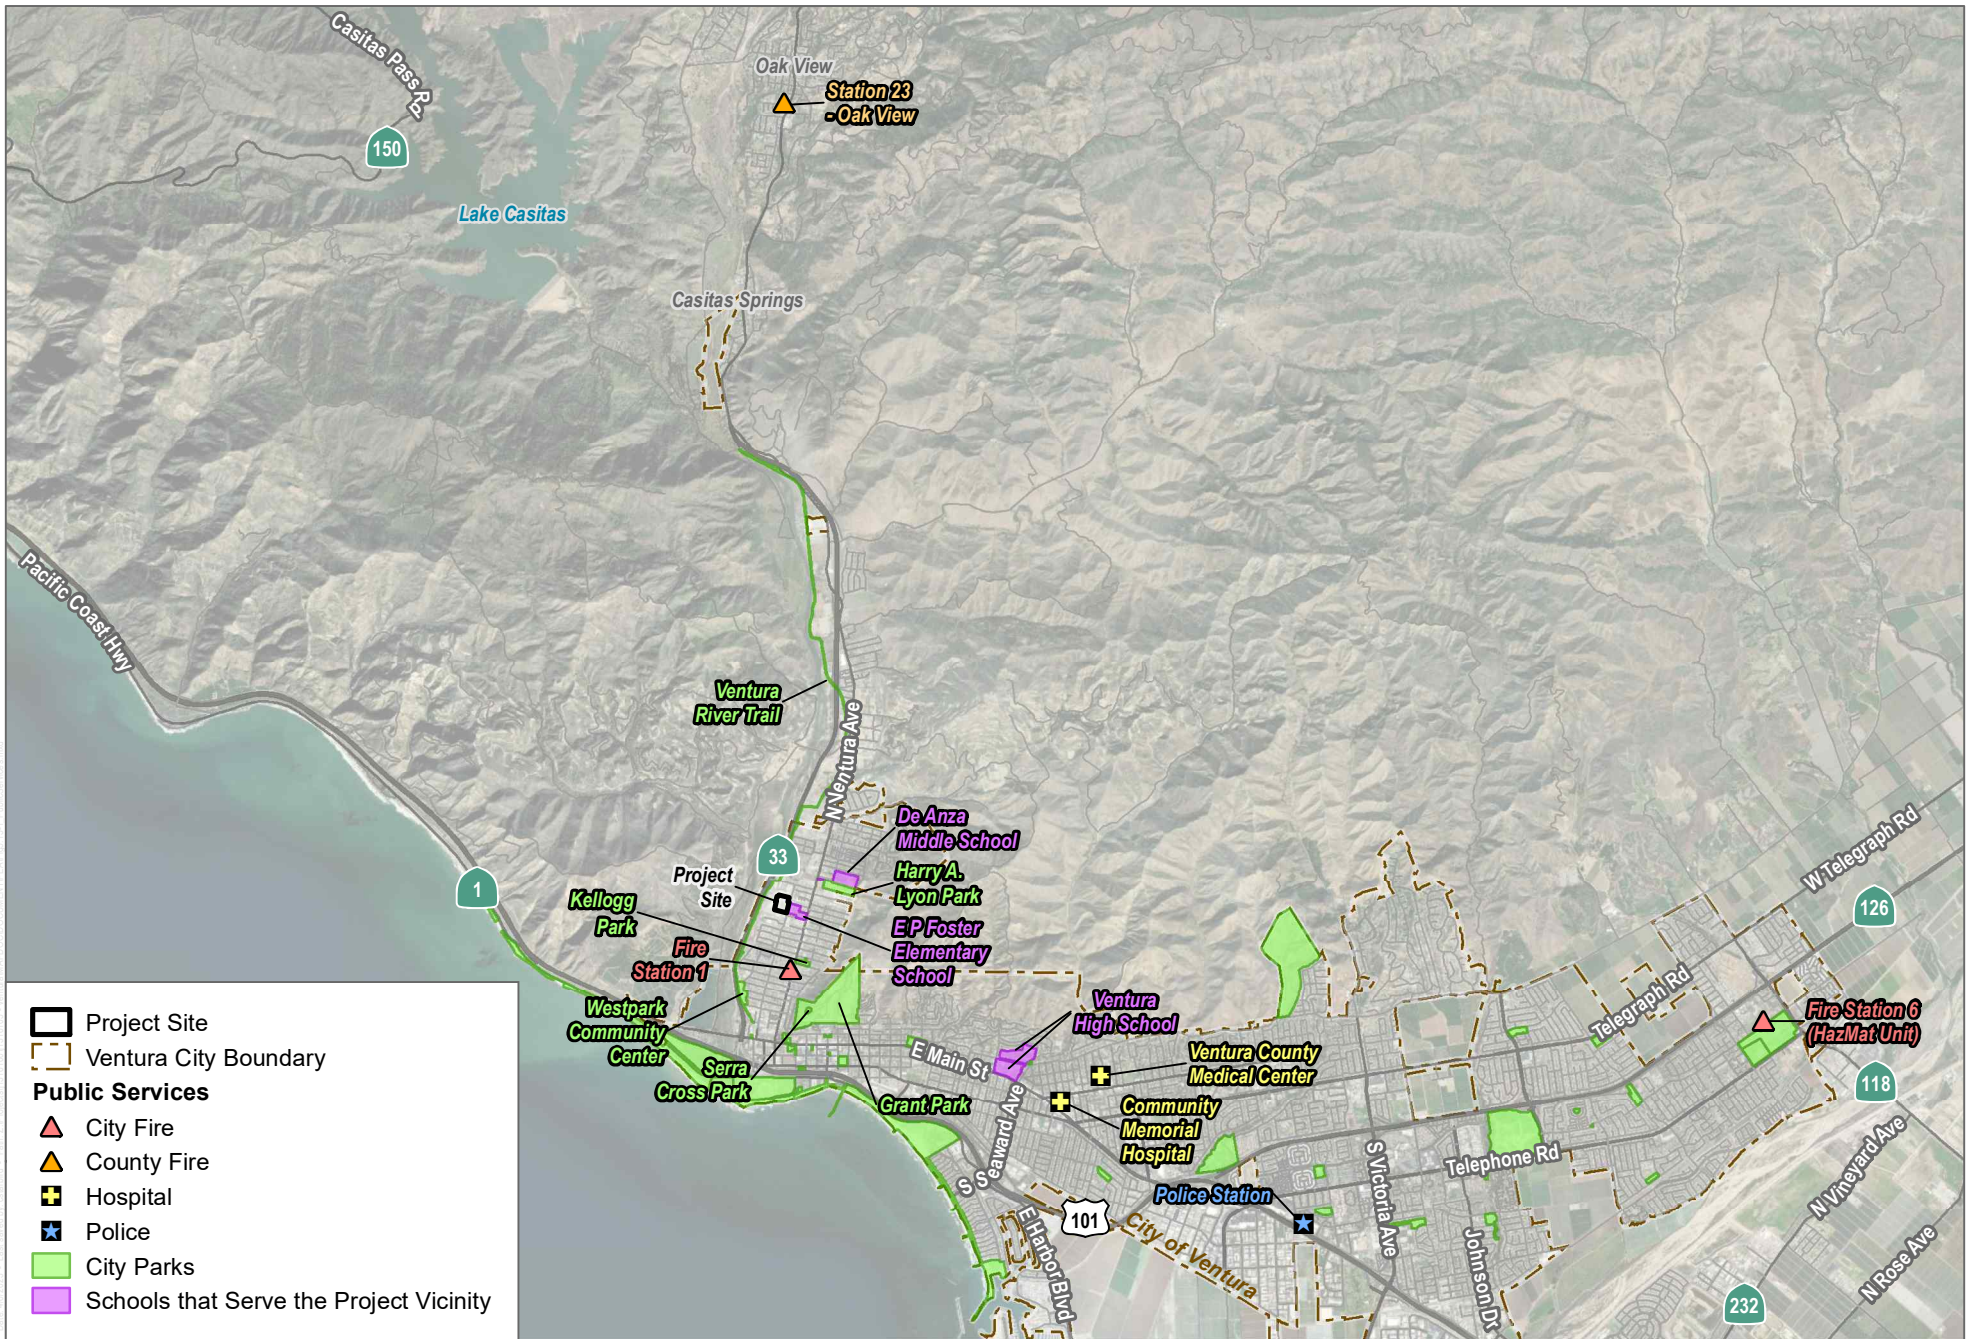 Casitas Pass Rd
Oak View
Station 23
- Oak View
150
Lake Casitas
Casitas Springs
Pacific Coast Hwy
Ventura
River Trail
N Ventura Ave
De Anza
Middle School
33
Project
Site
Harry A.
Lyon Park
1
Kellogg
Park
E P Foster
Elementary
School
Fire
Station 1
Westpark
Community
Center
Serra
Cross Park
Grant Park
E Main St
Ventura
High School
Ventura County
Medical Center
Community
Memorial
Hospital
S Seaward Ave
E Harbor Blvd
101
City of Ventura
Police Station
S Victoria Ave
Telephone Rd
Johnson Dr
Telegraph Rd
W Telegraph Rd
126
Fire Station 6
(HazMat Unit)
118
N Vineyard Ave
N Rose Ave
232
Project Site
Ventura City Boundary
Public Services
City Fire
County Fire
Hospital
Police
City Parks
Schools that Serve the Project Vicinity